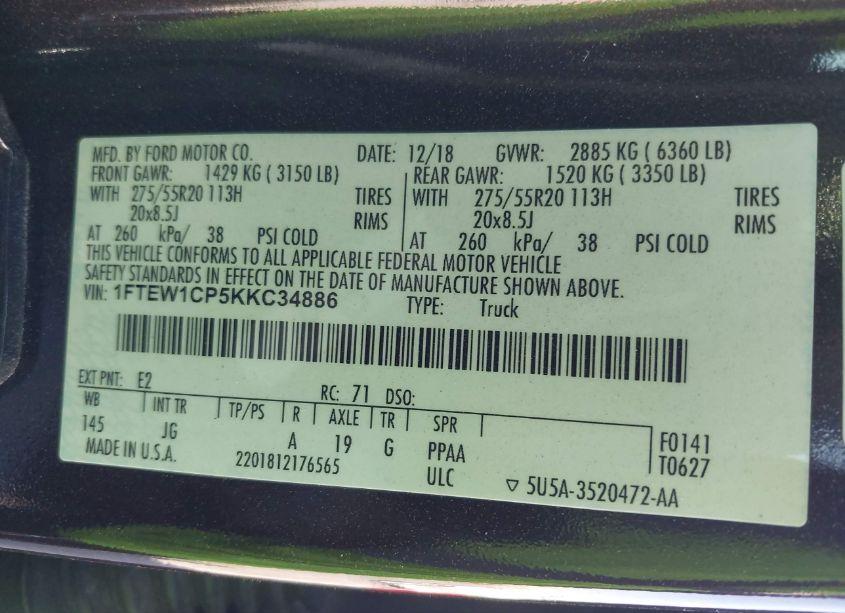 MFD. BY FORD MOTOR CO. DATE: 12/18 GVWR: 2885 KG ( 6360 LB)
FRONT GAWR: 1429 KG ( 3150 LB) REAR GAWR: 1520 KG ( 3350 LB)
WITH 275/55R20 113H TIRES WITH 275/55R20 113H TIRES
20x8.5J RIMS 20x8.5J RIMS
AT 260 kPa/ 38 PSI COLD AT 260 kPa/ 38 PSI COLD
THIS VEHICLE CONFORMS TO ALL APPLICABLE FEDERAL MOTOR VEHICLE
SAFETY STANDARDS IN EFFECT ON THE DATE OF MANUFACTURE SHOWN ABOVE.
VIN: 1FTEW1CP5KKC34886 TYPE: Truck
EXT PNT: E2 RC: 71 DSO:
WB INT TR TP/PS R AXLE TR SPR
145 JG A 19 G PPAA F0141
MADE IN U.S.A. 2201812176565 ULC T0627
▽ 5U5A-3520472-AA